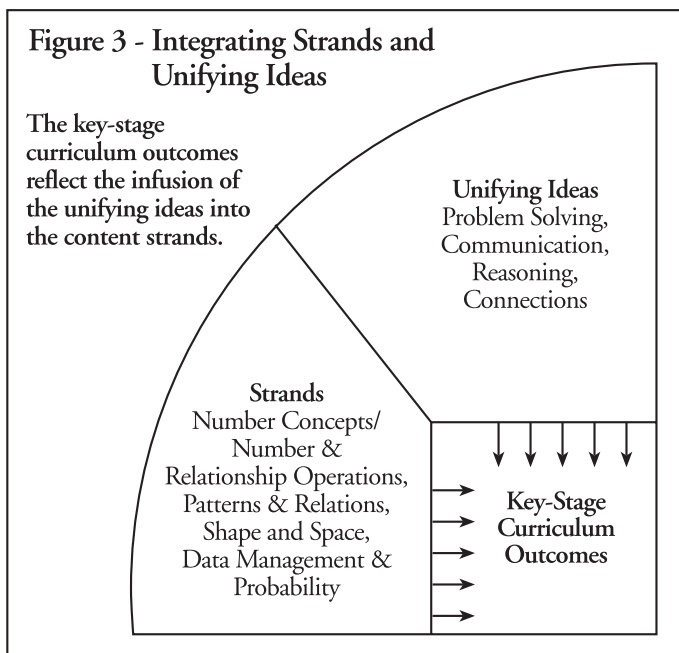 Figure 3 - Integrating Strands and
Unifying Ideas
The key-stage
curriculum outcomes
reflect the infusion of
the unifying ideas into
the content strands.
Unifying Ideas
Problem Solving,
Communication,
Reasoning,
Connections
Strands
Number Concepts/
Number &
Relationship Operations,
Patterns & Relations,
Shape and Space,
Data Management &
Probability
Key-Stage
Curriculum
Outcomes